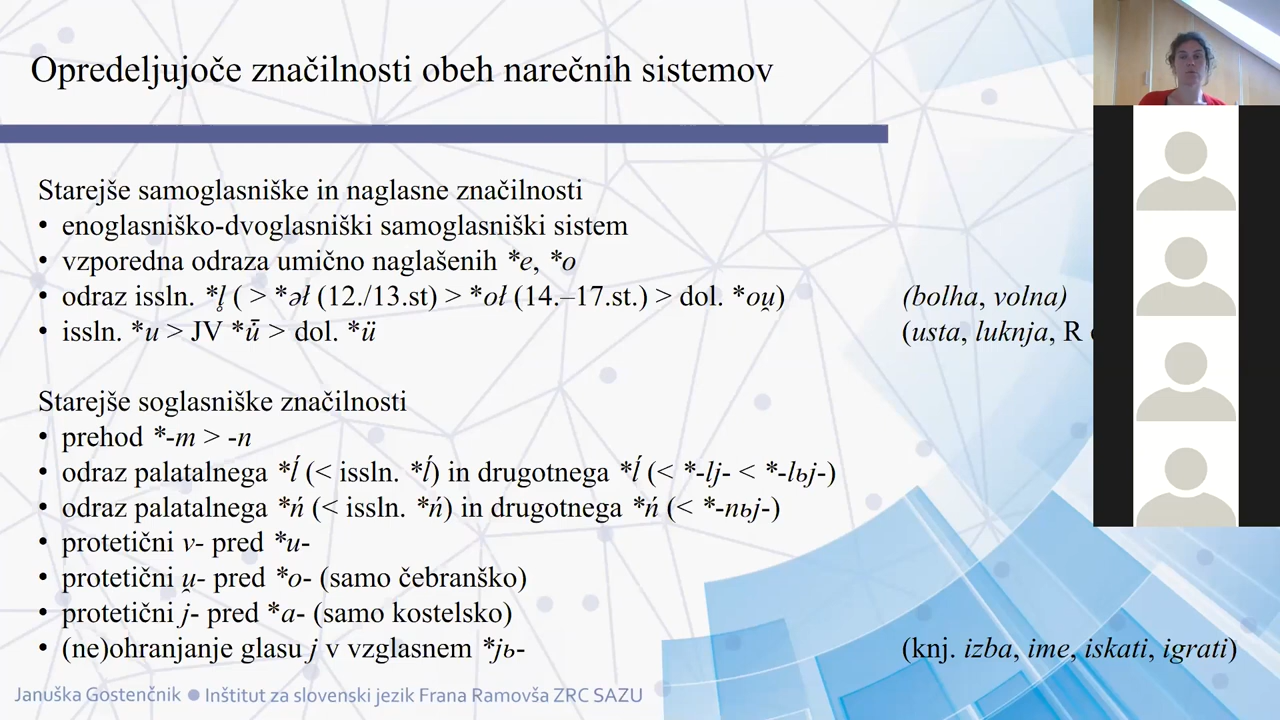 Opredeljujoče značilnosti obeh narečnih sistemov
Starejše samoglasniške in naglasne značilnosti
• enoglasniško-dvoglasniški samoglasniški sistem
• vzporedna odraza umično naglašenih *e, *o
• odraz issln. *l̥ ( > *əł (12./13.st) > *oł (14.–17.st.) > dol. *ou̯) (bolha, volna)
• issln. *u > JV *ṻ > dol. *ü (usta, luknja, R
Starejše soglasniške značilnosti
• prehod *-m > -n
• odraz palatalnega *ĺ (< issln. *ĺ) in drugotnega *ĺ (< *-lj- < *-lьj-)
• odraz palatalnega *ń (< issln. *ń) in drugotnega *ń (< *-nьj-)
• protetični v- pred *u-
• protetični u̯- pred *o- (samo čebranško)
• protetični j- pred *a- (samo kostelsko)
• (ne)ohranjanje glasu j v vzglasnem *jь- (knj. izba, ime, iskati, igrati)
Januška Gostenčnik ● Inštitut za slovenski jezik Frana Ramovša ZRC SAZU